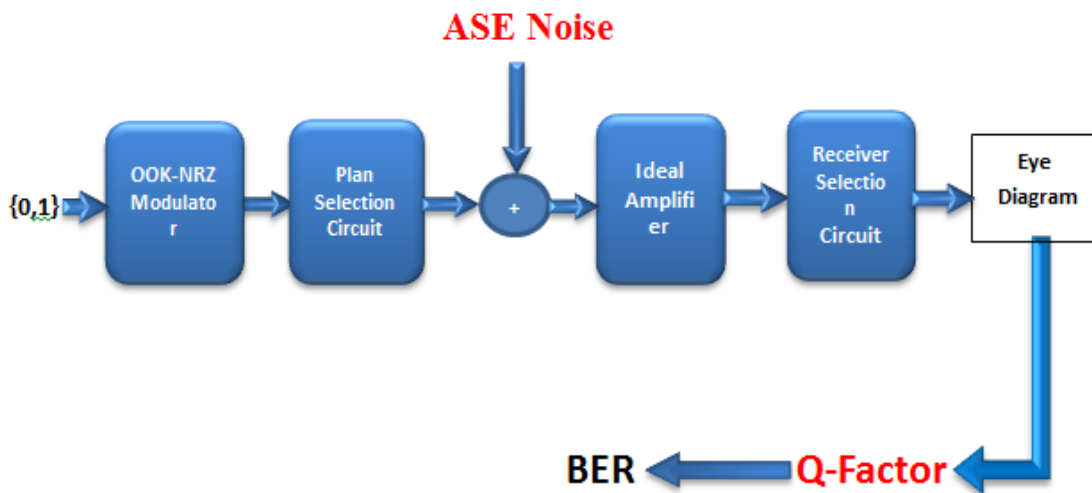 ASE Noise
{0,1}
OOK-NRZ
Modulato
r
Plan
Selection
Circuit
+
Ideal
Amplifi
er
Receiver
Selectio
n
Circuit
Eye
Diagram
BER
Q-Factor